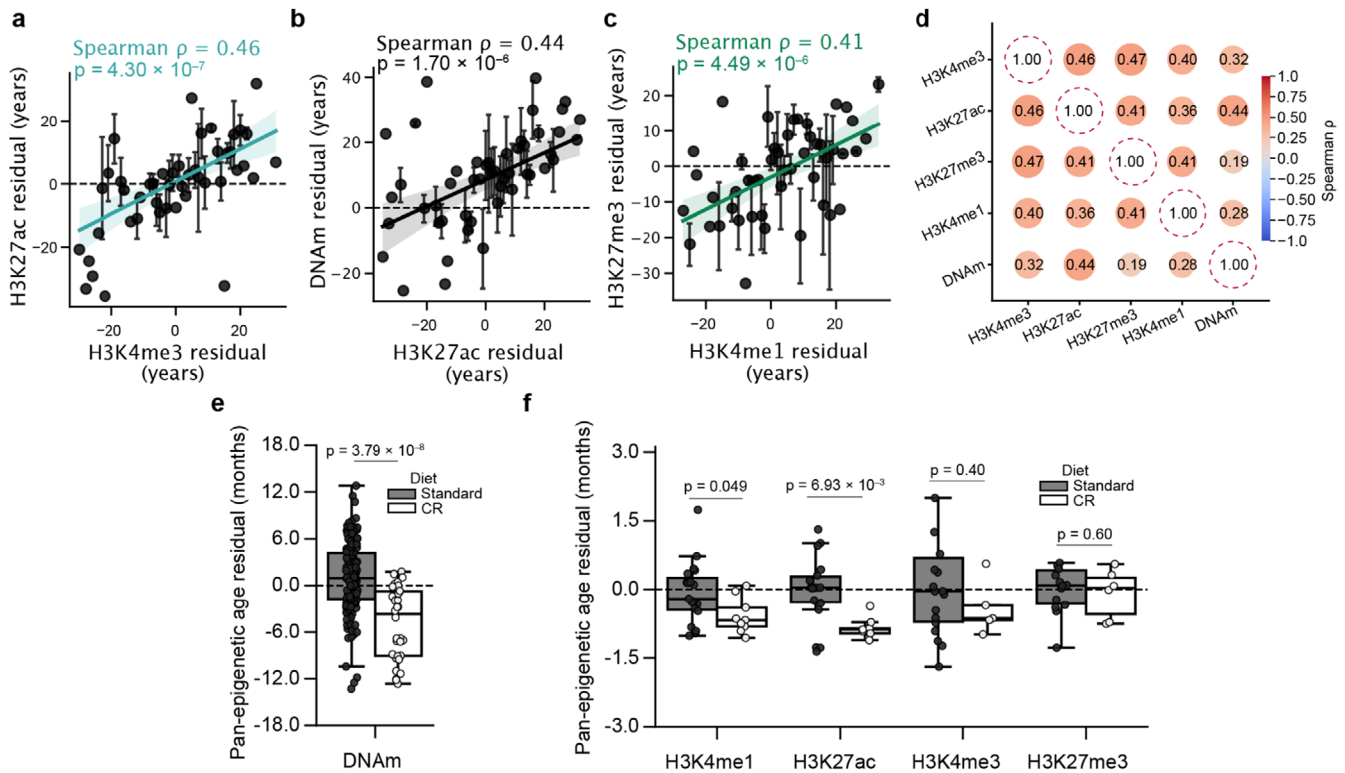 a
Spearman ρ = 0.46
p = 4.30 × 10⁻⁷
H3K27ac residual (years)
20
0
−20
−20
0
20
H3K4me3 residual
(years)
b
Spearman ρ = 0.44
p = 1.70 × 10⁻⁶
DNAm residual (years)
40
20
0
−20
−20
0
20
H3K27ac residual
(years)
c
Spearman ρ = 0.41
p = 4.49 × 10⁻⁶
H3K27me3 residual (years)
20
10
0
−10
−20
−30
−20
0
20
H3K4me1 residual
(years)
d
H3K4me3 1.00 0.46 0.47 0.40 0.32
H3K27ac 0.46 1.00 0.41 0.36 0.44
H3K27me3 0.47 0.41 1.00 0.41 0.19
H3K4me1 0.40 0.36 0.41 1.00 0.28
DNAm 0.32 0.44 0.19 0.28 1.00
H3K4me3 H3K27ac H3K27me3 H3K4me1 DNAm
1.0
0.75
0.50
0.25
0.0
−0.25
−0.50
−0.75
−1.0
Spearman ρ
e
Pan-epigenetic age residual (months)
18.0
12.0
6.0
0.0
-6.0
-12.0
-18.0
p = 3.79 × 10⁻⁸
Diet
Standard
CR
DNAm
f
Pan-epigenetic age residual (months)
3.0
1.5
0.0
-1.5
-3.0
p = 0.049
p = 6.93 × 10⁻³
p = 0.40
p = 0.60
Diet
Standard
CR
H3K4me1 H3K27ac H3K4me3 H3K27me3